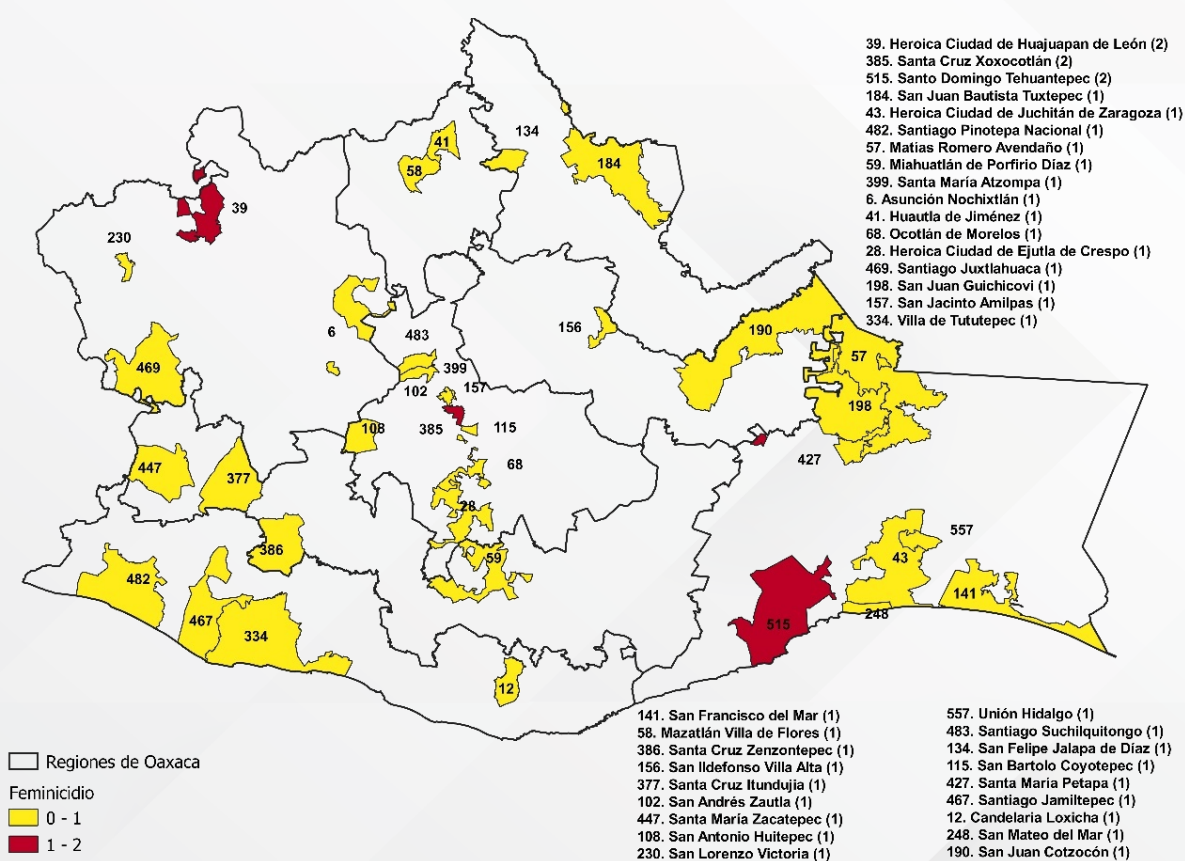 39. Heroica Ciudad de Huajuapan de León (2)
385. Santa Cruz Xoxocotlán (2)
515. Santo Domingo Tehuantepec (2)
184. San Juan Bautista Tuxtepec (1)
43. Heroica Ciudad de Juchitán de Zaragoza (1)
482. Santiago Pinotepa Nacional (1)
57. Matías Romero Avendaño (1)
59. Miahuatlán de Porfirio Díaz (1)
399. Santa María Atzompa (1)
6. Asunción Nochixtlán (1)
41. Huautla de Jiménez (1)
68. Ocotlán de Morelos (1)
28. Heroica Ciudad de Ejutla de Crespo (1)
469. Santiago Juxtlahuaca (1)
198. San Juan Guichicovi (1)
157. San Jacinto Amilpas (1)
334. Villa de Tututepec (1)
134
41
184
58
39
230
156
190
6
483
57
469
399
102
157
198
108
385
115
427
447
377
68
28
557
386
59
43
482
141
467
334
515
248
12
141. San Francisco del Mar (1)
58. Mazatlán Villa de Flores (1)
386. Santa Cruz Zenzontepec (1)
156. San Ildefonso Villa Alta (1)
377. Santa Cruz Itundujia (1)
102. San Andrés Zautla (1)
447. Santa María Zacatepec (1)
108. San Antonio Huitepec (1)
230. San Lorenzo Victoria (1)
557. Unión Hidalgo (1)
483. Santiago Suchilquitongo (1)
134. San Felipe Jalapa de Díaz (1)
115. San Bartolo Coyotepec (1)
427. Santa María Petapa (1)
467. Santiago Jamiltepec (1)
12. Candelaria Loxicha (1)
248. San Mateo del Mar (1)
190. San Juan Cotzocón (1)
Regiones de Oaxaca
Feminicidio
0 - 1
1 - 2